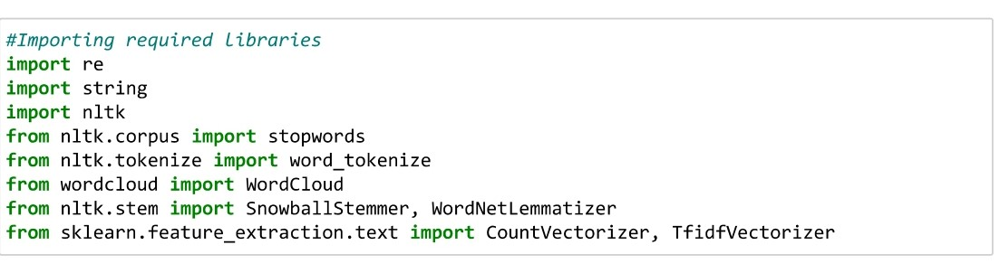 #Importing required libraries
import re
import string
import nltk
from nltk.corpus import stopwords
from nltk.tokenize import word_tokenize
from wordcloud import WordCloud
from nltk.stem import SnowballStemmer, WordNetLemmatizer
from sklearn.feature_extraction.text import CountVectorizer, TfidfVectorizer